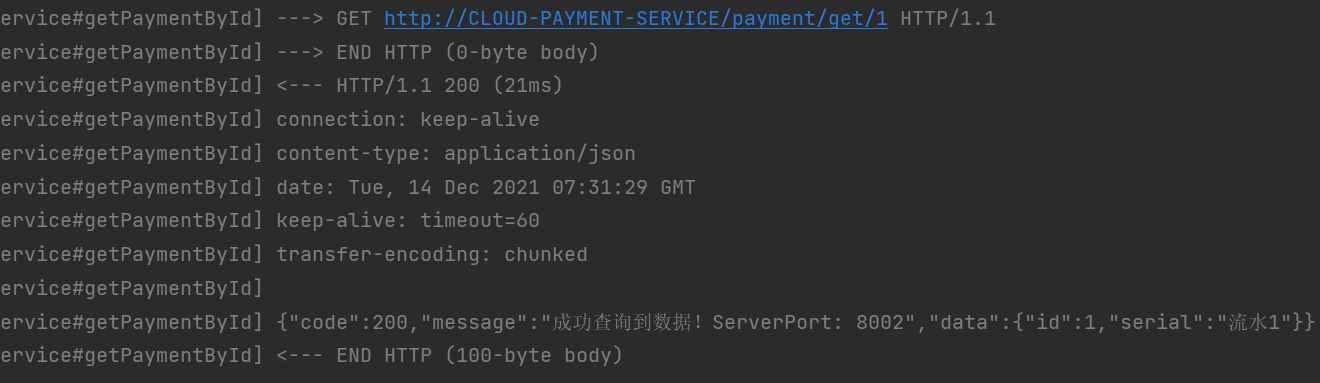 ervice#getPaymentById] ---> GET http://CLOUD-PAYMENT-SERVICE/payment/get/1 HTTP/1.1
ervice#getPaymentById] ---> END HTTP (0-byte body)
ervice#getPaymentById] <--- HTTP/1.1 200 (21ms)
ervice#getPaymentById] connection: keep-alive
ervice#getPaymentById] content-type: application/json
ervice#getPaymentById] date: Tue, 14 Dec 2021 07:31:29 GMT
ervice#getPaymentById] keep-alive: timeout=60
ervice#getPaymentById] transfer-encoding: chunked
ervice#getPaymentById]
ervice#getPaymentById] {"code":200,"message":"成功查询到数据！ServerPort: 8002","data":{"id":1,"serial":"流水1"}}
ervice#getPaymentById] <--- END HTTP (100-byte body)